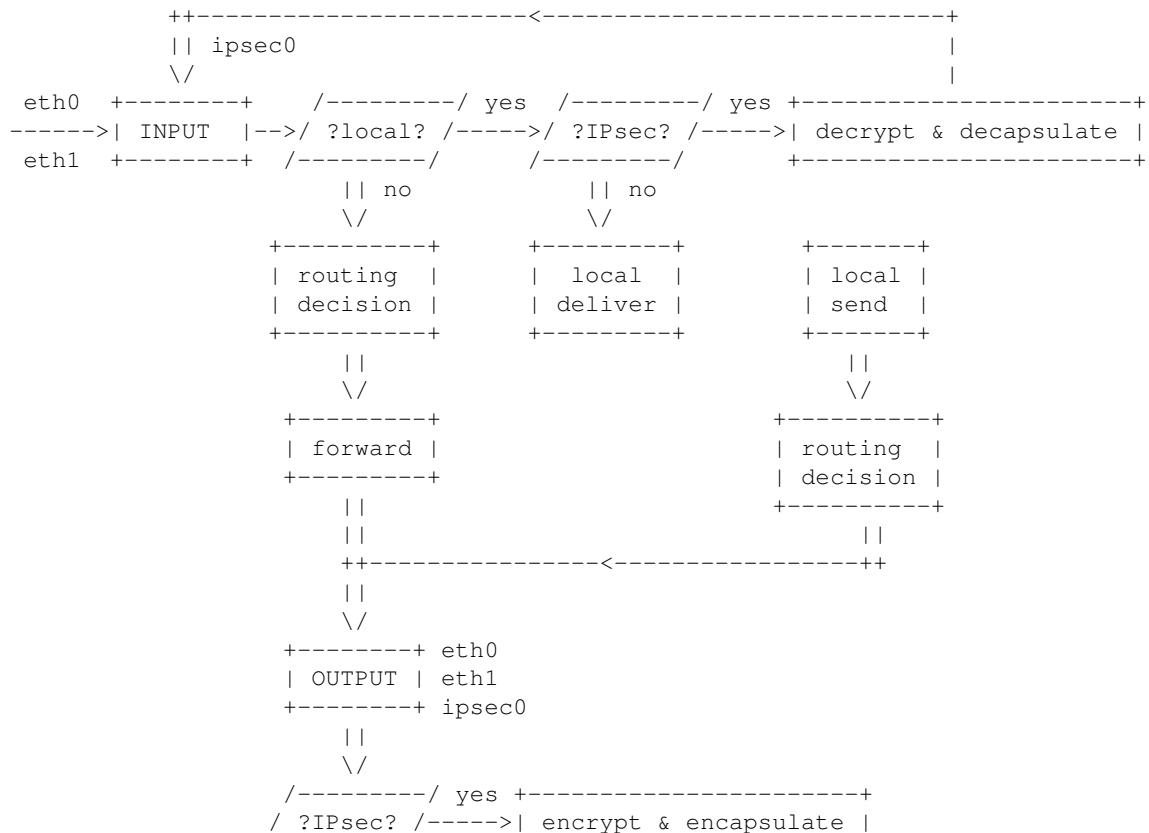 ++------------------------<-----------------------------+
|| ipsec0                                               |
\/                                                      |
eth0  +--------+    /---------/ yes  /---------/ yes +-----------------------+
------>| INPUT  |-->/ ?local? /----->/ ?IPsec? /----->| decrypt & decapsulate |
eth1  +--------+  /---------/      /---------/       +-----------------------+
|| no             || no
\/                \/
+----------+      +---------+        +-------+
| routing  |      |  local  |        | local |
| decision |      | deliver |        | send  |
+----------+      +---------+        +-------+
||                                   ||
\/                                   \/
+---------+                       +----------+
| forward |                       | routing  |
+---------+                       | decision |
||                            +----------+
||                                    ||
++----------------<-----------------++
||
\/
+--------+ eth0
| OUTPUT | eth1
+--------+ ipsec0
||
\/
/---------/ yes +-----------------------+
/ ?IPsec? /----->| encrypt & encapsulate |